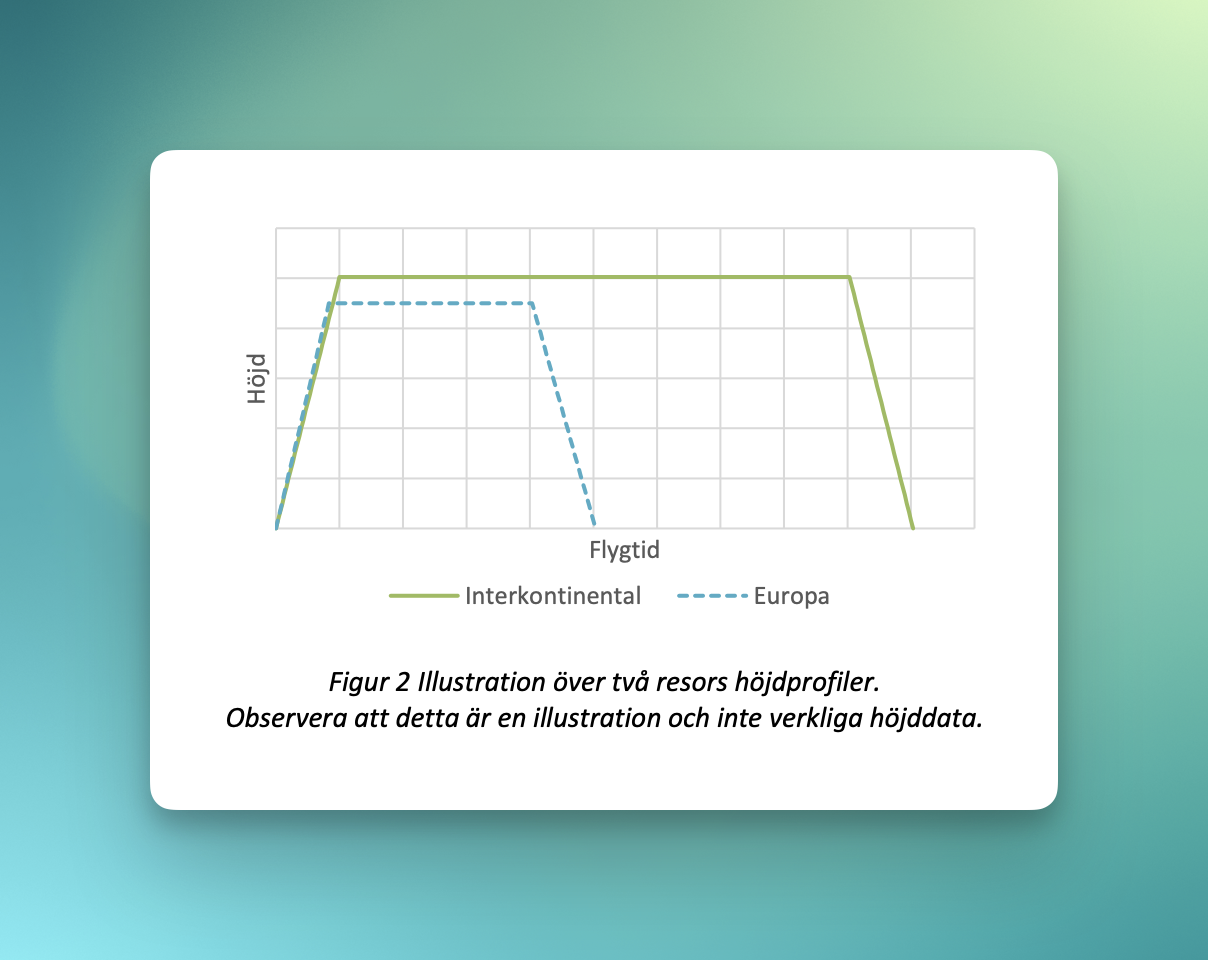 Höjd
Flygtid
Interkontinental
Europa
Figur 2 Illustration över två resors höjdprofiler.
Observera att detta är en illustration och inte verkliga höjddata.